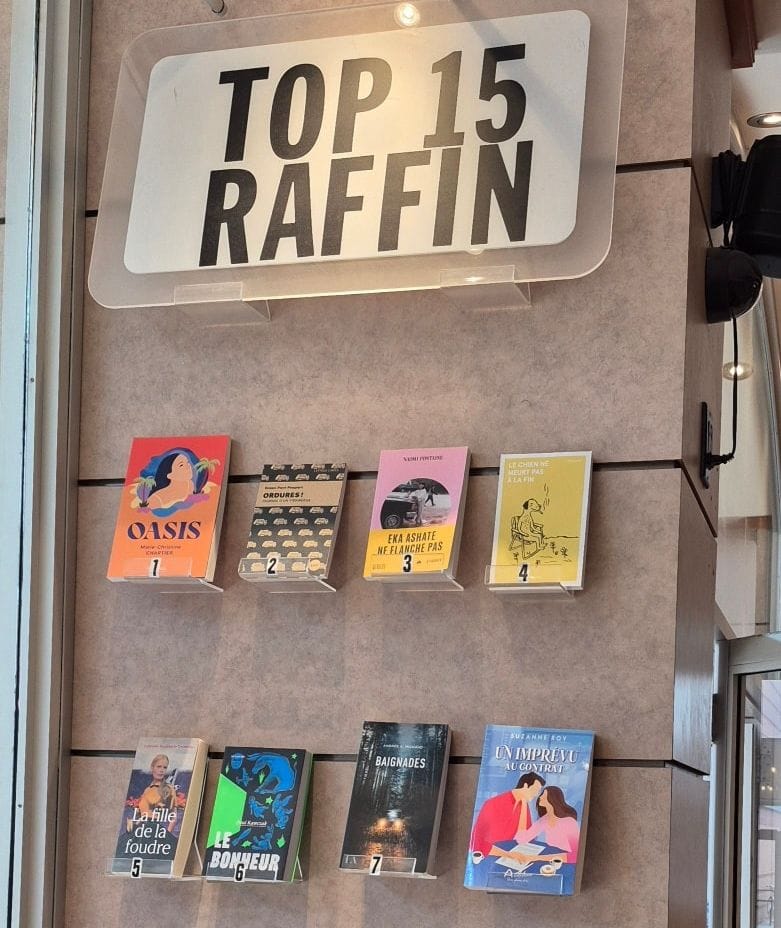 TOP 15
RAFFIN
OASIS
Marie-Christine
CHARTIER
1
ORDURES !
2
NAOMI FONTAINE
EKA ASHATE
NE FLANCHE PAS
3
LE CHIEN NE
MEURT PAS
À LA FIN
4
La fille
de la
foudre
5
Paul Kawczak
LE
BONHEUR
6
BAIGNADES
7
SUZANNE ROY
UN IMPRÉVU
AU CONTRAT